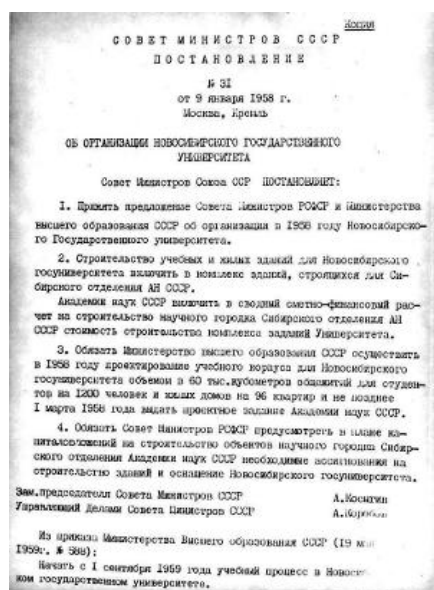 Копия
СОВЕТ МИНИСТРОВ СССР
ПОСТАНОВЛЕНИЕ
№ 31
от 9 января 1958 г.
Москва, Кремль
ОБ ОРГАНИЗАЦИИ НОВОСИБИРСКОГО ГОСУДАРСТВЕННОГО
УНИВЕРСИТЕТА
Совет Министров Союза ССР ПОСТАНОВЛЯЕТ:
1. Принять предложение Совета Министров РСФСР и Министерства
высшего образования СССР об организации в 1958 году Новосибирско-
го Государственного университета.
2. Строительство учебных и жилых зданий для Новосибирского
госуниверситета включить в комплекс зданий, строящихся для Си-
бирского отделения АН СССР.
Академии наук СССР включить в сводный сметно-финансовый рас-
чет на строительство научного городка Сибирского отделения АН
СССР стоимость строительства комплекса заданий Университета.
3. Обязать Министерство высшего образования СССР осуществить
в 1958 году проектирование учебного корпуса для Новосибирского
госуниверситета объемом в 60 тыс.кубометров общежитий для студен-
тов на 1200 человек и жилых домов на 96 квартир и не позднее
1 марта 1958 года выдать проектное задание Академии наук СССР.
4. Обязать Совет Министров РСФСР предусмотреть в плане ка-
питаловложений на строительство объектов научного городка Сибир-
ского отделения Академии наук СССР необходимые ассигнования на
строительство зданий и оснащение Новосибирского госуниверситета.
Зам.председателя Совета Министров СССР А.Косыгин
Управляющий Делами Совета Министров СССР А.Коробов
Из приказа Министерства Высшего образования СССР (19
1959г. № 588):
Начать с 1 сентября 1959 года учебный процесс в Новосиб
ком государственном университете.